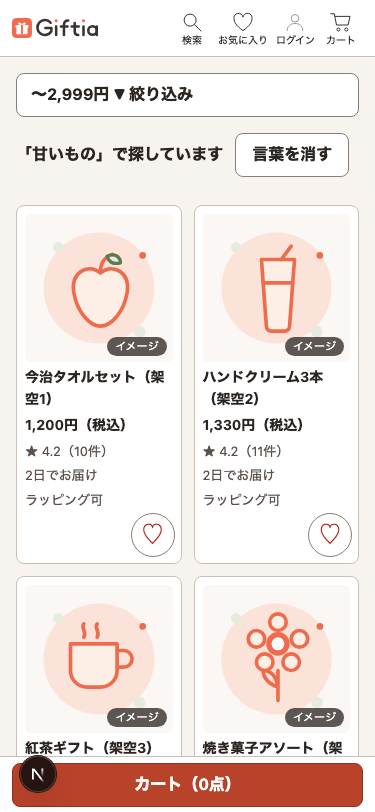 Giftia
検索
お気に入り
ログイン
カート
〜2,999円 ▼ 絞り込み
「甘いもの」で探しています
言葉を消す
イメージ
今治タオルセット（架
空1）
1,200円（税込）
★ 4.2（10件）
2日でお届け
ラッピング可
イメージ
ハンドクリーム3本
（架空2）
1,330円（税込）
★ 4.2（11件）
2日でお届け
ラッピング可
イメージ
紅茶ギフト（架空3）
イメージ
焼き菓子アソート（架
N
カート（0点）